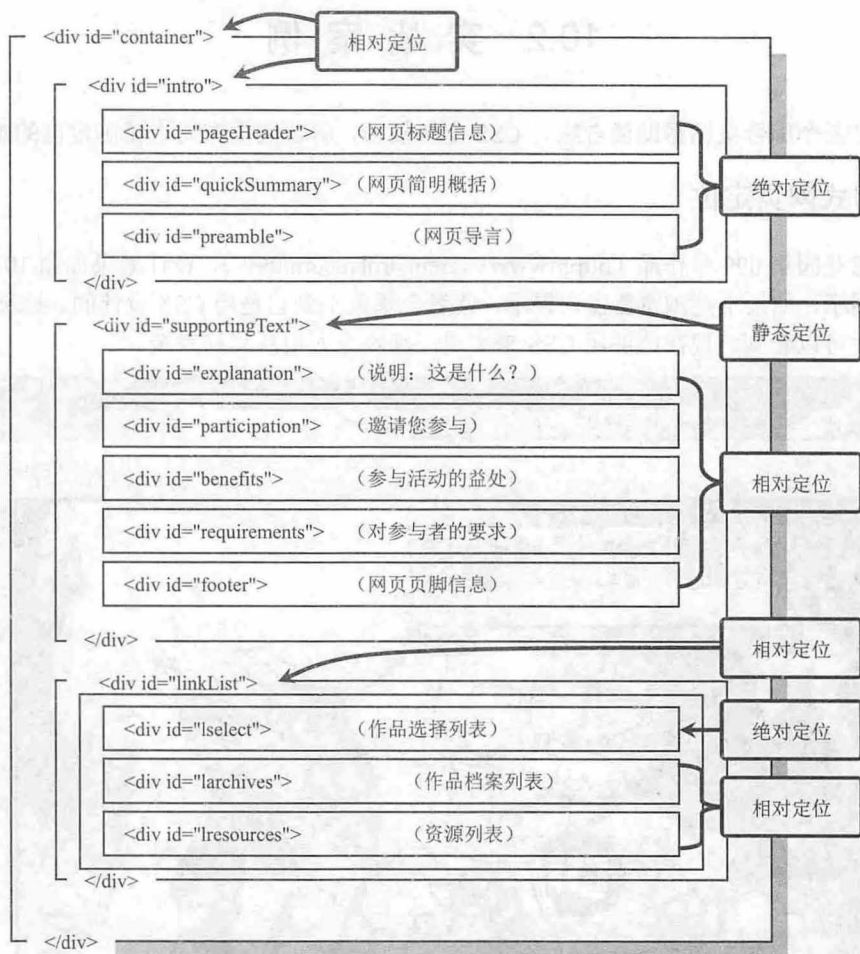 相对定位
<div id="container">
<div id="intro">
<div id="pageHeader"> (网页标题信息)
<div id="quickSummary"> (网页简明概括)
<div id="preamble"> (网页导言)
绝对定位
</div>
<div id="supportingText">
静态定位
<div id="explanation"> (说明：这是什么？)
<div id="participation"> (邀请您参与)
<div id="benefits"> (参与活动的益处)
<div id="requirements"> (对参与者的要求)
<div id="footer"> (网页页脚信息)
相对定位
</div>
相对定位
<div id="linkList">
<div id="lselect"> (作品选择列表)
绝对定位
<div id="larchives"> (作品档案列表)
<div id="lresources"> (资源列表)
相对定位
</div>
</div>